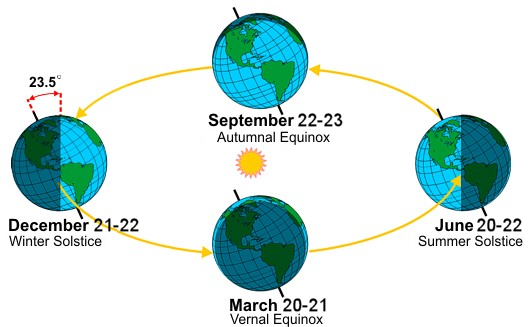 23.5°
September 22-23
Autumnal Equinox
December 21-22
Winter Solstice
June 20-22
Summer Solstice
March 20-21
Vernal Equinox